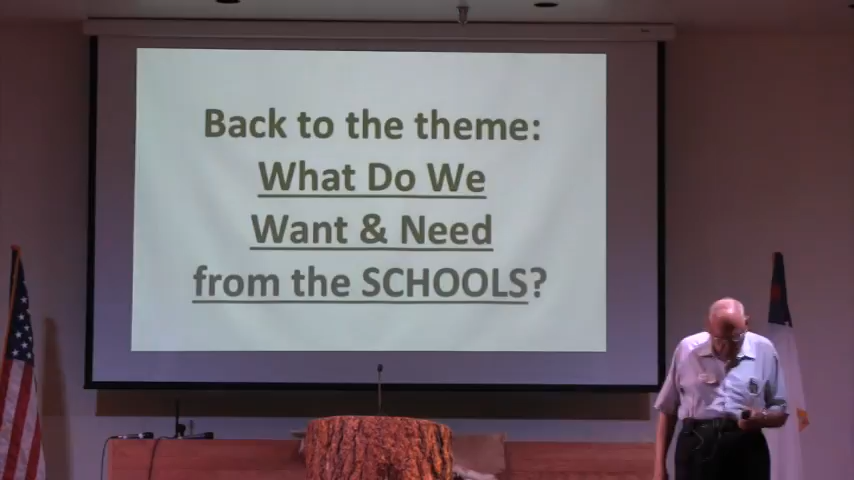 Back to the theme:
What Do We
Want & Need
from the SCHOOLS?